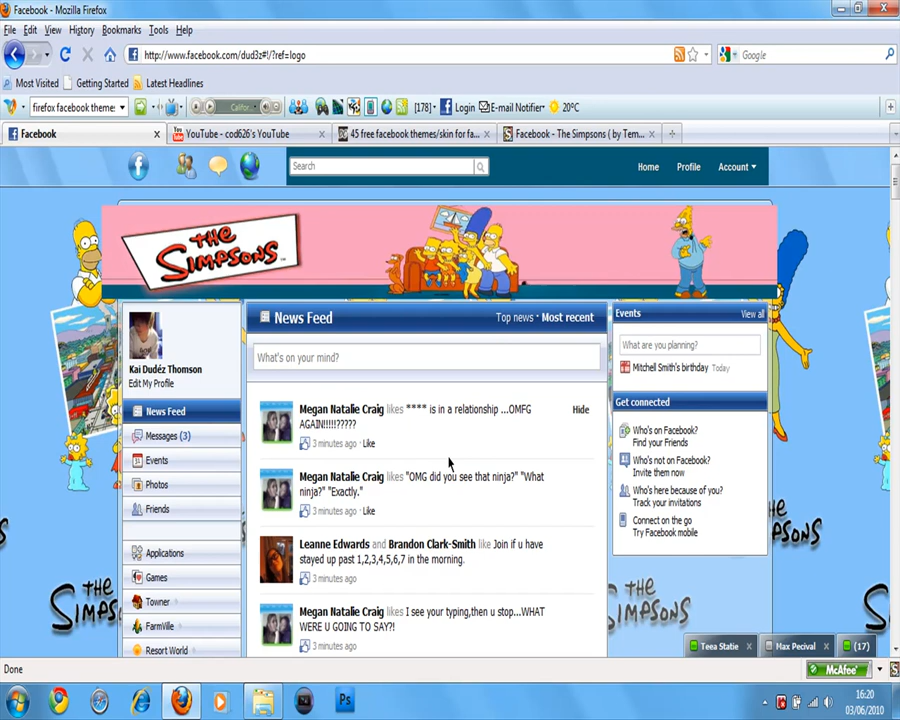 Facebook - Mozilla Firefox
File Edit View History Bookmarks Tools Help
http://www.facebook.com/dud3z#!/?ref=logo
Google
Most Visited Getting Started Latest Headlines
firefox facebook theme: Califor [178] Login E-mail Notifier 20°C
Facebook x YouTube - cod626's YouTube x 45 free facebook themes/skin for fa... x Facebook - The Simpsons ( by Tem... x
Search Home Profile Account
THE SIMPSONS
Kai Dudéz Thomson
Edit My Profile
News Feed
Messages (3)
Events
Photos
Friends
Applications
Games
Towner
FarmVille
Resort World
News Feed Top news · Most recent
What's on your mind?
Megan Natalie Craig likes **** is in a relationship ...OMFG Hide
AGAIN!!!!!?????
3 minutes ago · Like
Megan Natalie Craig likes "OMG did you see that ninja?" "What
ninja?" "Exactly."
3 minutes ago · Like
Leanne Edwards and Brandon Clark-Smith like Join if u have
stayed up past 1,2,3,4,5,6,7 in the morning.
3 minutes ago
Megan Natalie Craig likes I see your typing,then u stop...WHAT
WERE U GOING TO SAY?!
3 minutes ago
Events View all
What are you planning?
Mitchell Smith's birthday Today
Get connected
Who's on Facebook?
Find your Friends
Who's not on Facebook?
Invite them now
Who's here because of you?
Track your invitations
Connect on the go
Try Facebook mobile
THE SIMPSONS
Teea Statie x Max Pecival x (17)
Done McAfee
Ps
16:20
03/06/2010